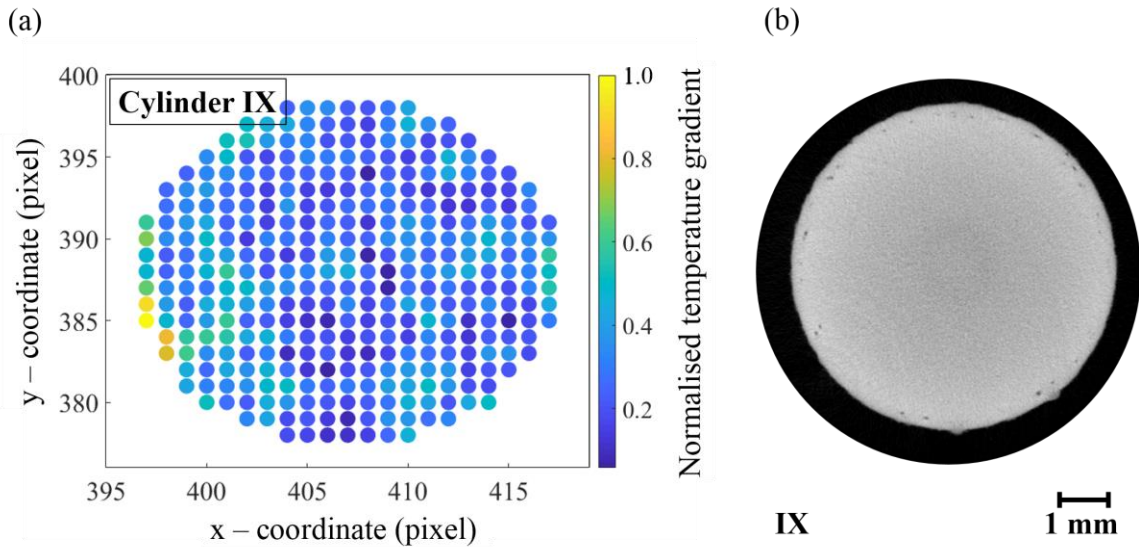 (a)
(b)
Cylinder IX
400
395
390
385
380
395
400
405
410
415
x – coordinate (pixel)
y – coordinate (pixel)
1.0
0.8
0.6
0.4
0.2
Normalised temperature gradient
IX
1 mm